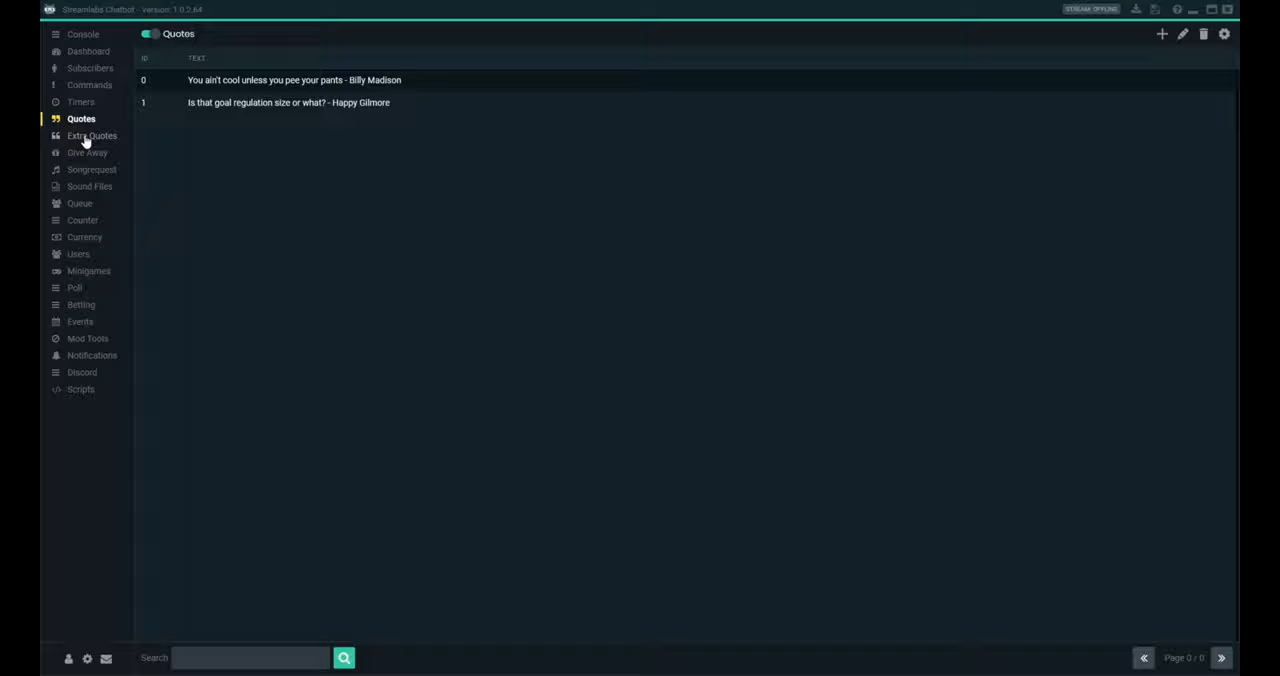 Streamlabs Chatbot - version: 1.0.2.64
STREAM OFFLINE
Console
Dashboard
Subscribers
Commands
Timers
Quotes
Extra Quotes
Give Away
Songrequest
Sound Files
Queue
Counter
Currency
Users
Minigames
Poll
Betting
Events
Mod Tools
Notifications
Discord
Scripts
Quotes
ID TEXT
0 You ain't cool unless you pee your pants - Billy Madison
1 Is that goal regulation size or what? - Happy Gilmore
Search
Page 0 / 0